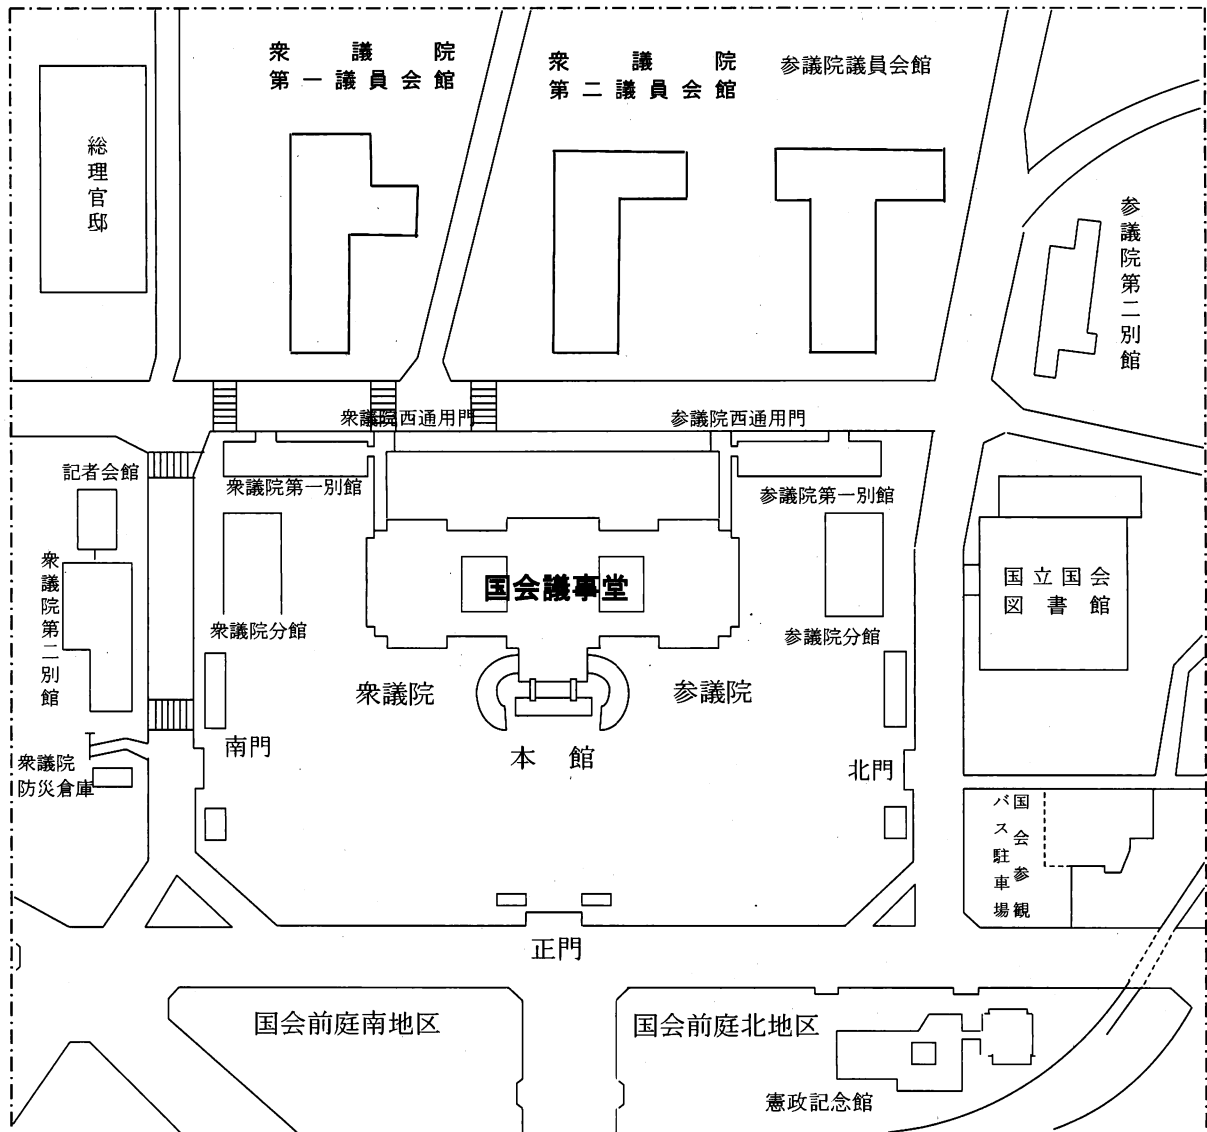 衆議院
第一議員会館
衆議院
第二議員会館
参議院議員会館
総理官邸
参議院第二別館
衆議院西通用門
参議院西通用門
記者会館
衆議院第一別館
参議院第一別館
衆議院第二別館
国会議事堂
国立国会
図書館
衆議院分館
参議院分館
衆議院
参議院
南門
本館
北門
衆議院
防災倉庫
国会参観
バス駐車場
正門
国会前庭南地区
国会前庭北地区
憲政記念館